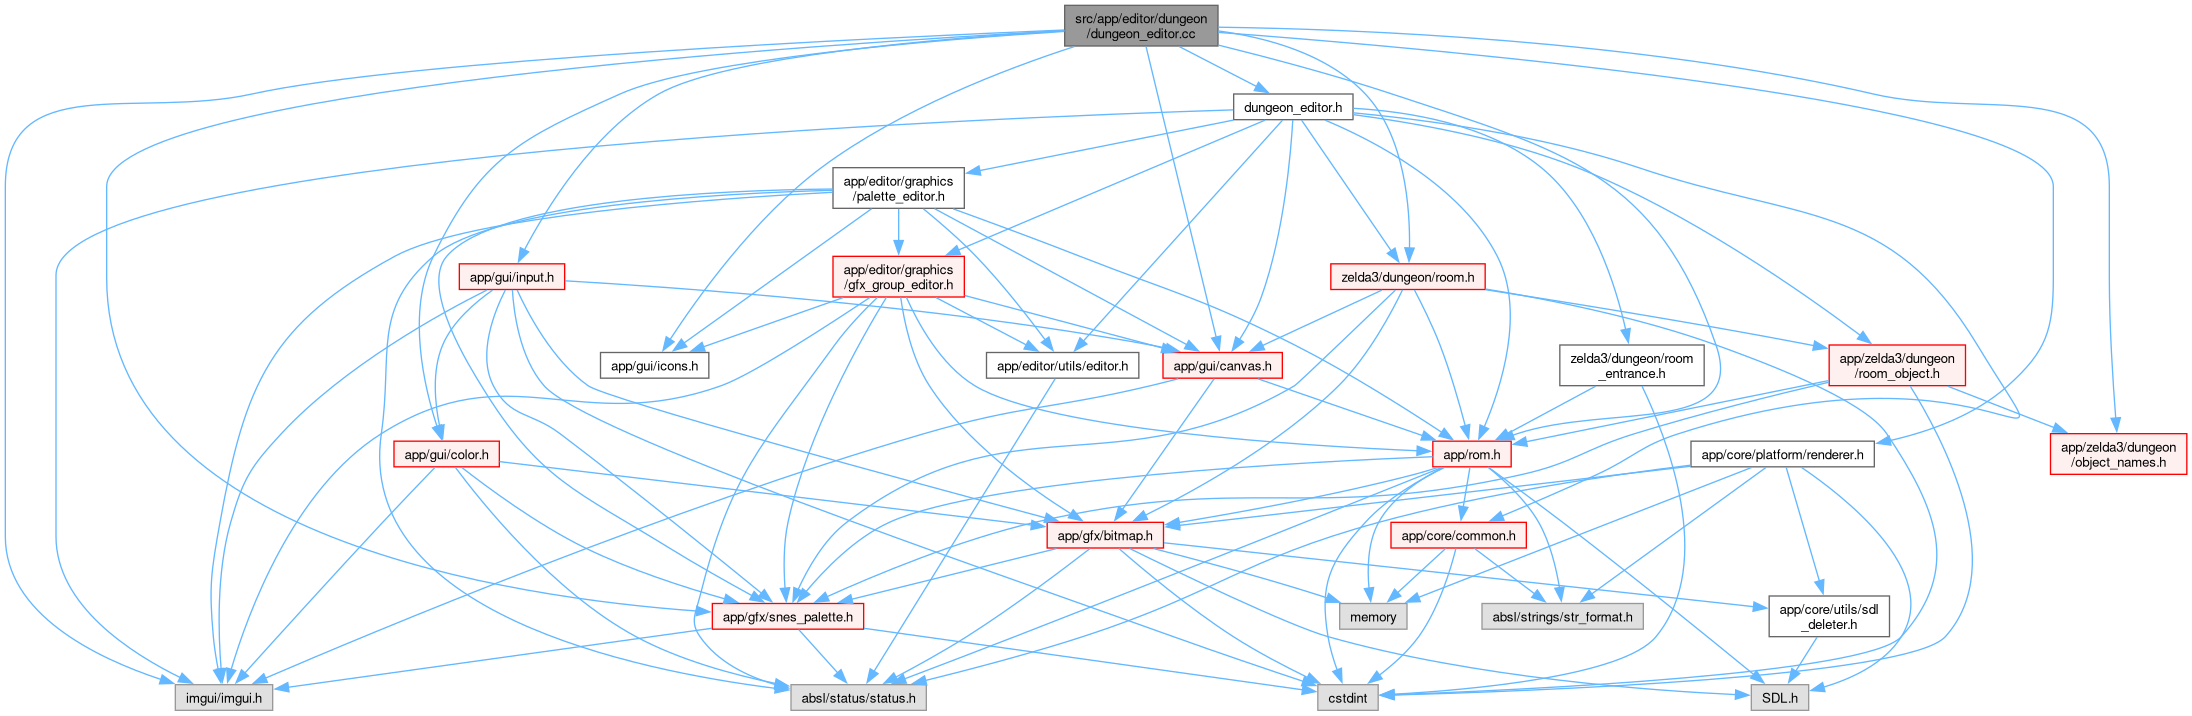 src/app/editor/dungeon
/dungeon_editor.cc
dungeon_editor.h
app/editor/graphics
/palette_editor.h
app/gui/input.h
app/editor/graphics
/gfx_group_editor.h
zelda3/dungeon/room.h
app/gui/icons.h
app/editor/utils/editor.h
app/gui/canvas.h
zelda3/dungeon/room
_entrance.h
app/zelda3/dungeon
/room_object.h
app/gui/color.h
app/rom.h
app/core/platform/renderer.h
app/zelda3/dungeon
/object_names.h
app/gfx/bitmap.h
app/core/common.h
app/gfx/snes_palette.h
memory
absl/strings/str_format.h
app/core/utils/sdl
_deleter.h
imgui/imgui.h
absl/status/status.h
cstdint
SDL.h